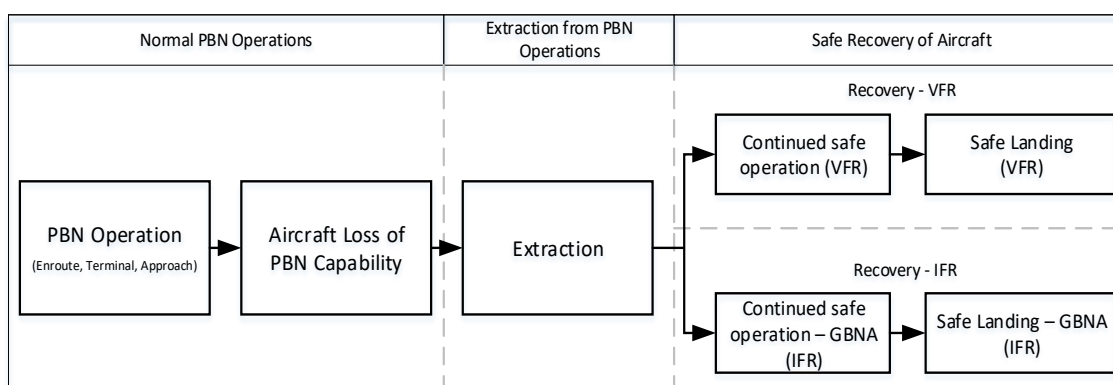 Normal PBN Operations
Extraction from PBN
Operations
Safe Recovery of Aircraft
Recovery - VFR
Continued safe
operation (VFR)
Safe Landing
(VFR)
PBN Operation
(Enroute, Terminal, Approach)
Aircraft Loss of
PBN Capability
Extraction
Recovery - IFR
Continued safe
operation – GBNA
(IFR)
Safe Landing – GBNA
(IFR)